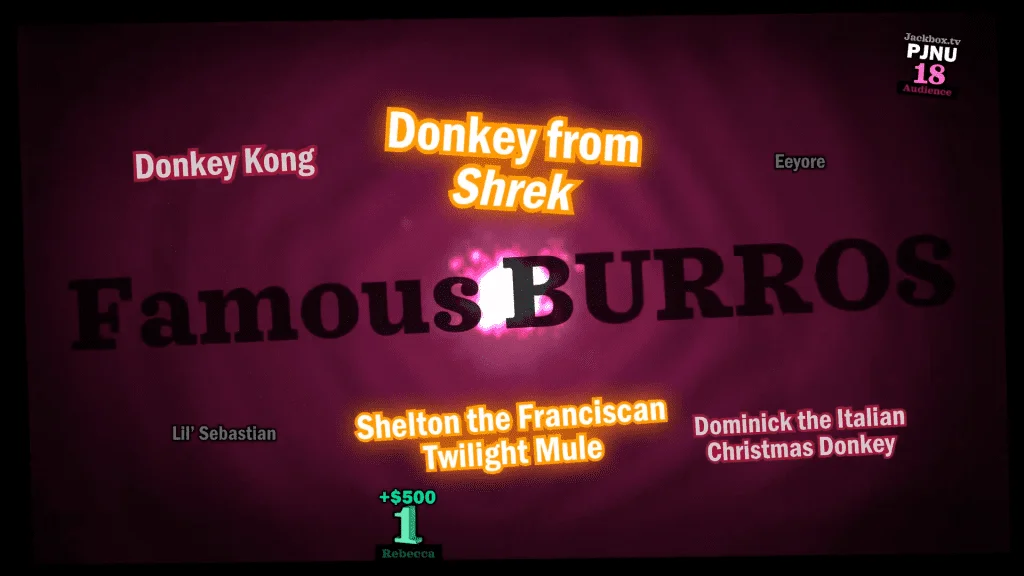 Jackbox.tv
PJNU
18
Audience
Donkey Kong
Donkey from
Shrek
Eeyore
Famous BURROS
Lil' Sebastian
Shelton the Franciscan
Twilight Mule
Dominick the Italian
Christmas Donkey
+$500
1
Rebecca